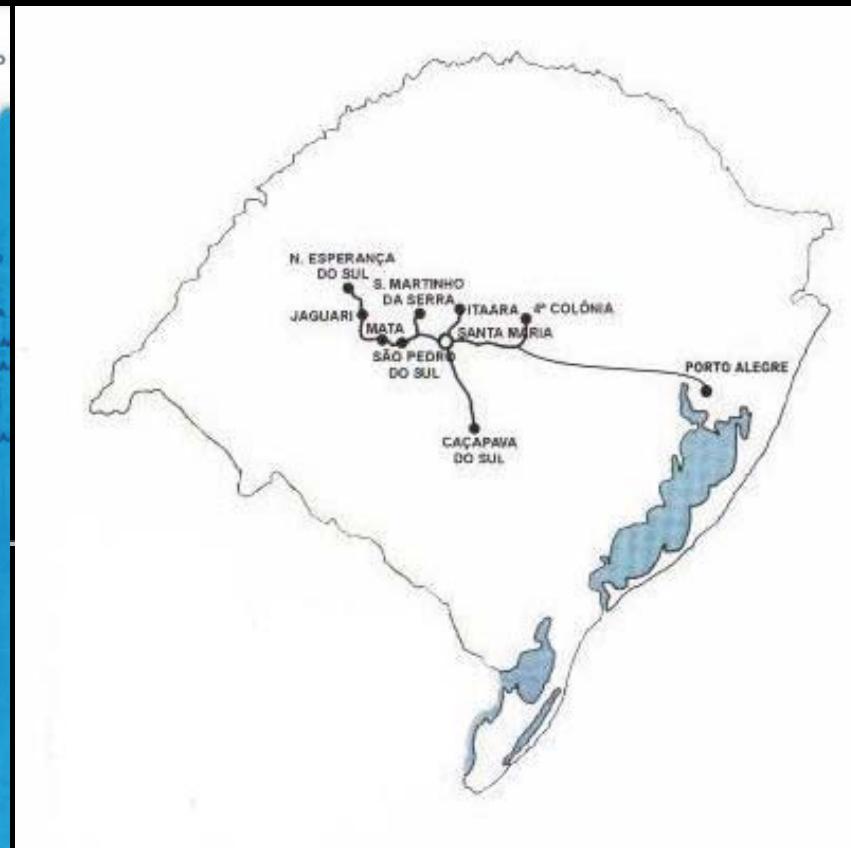 N. ESPERANÇA
DO SUL
S. MARTINHO
DA SERRA
ITAARA
4ª COLÔNIA
JAGUARI
MATA
SANTA MARIA
SÃO PEDRO
DO SUL
PORTO ALEGRE
CAÇAPAVA
DO SUL